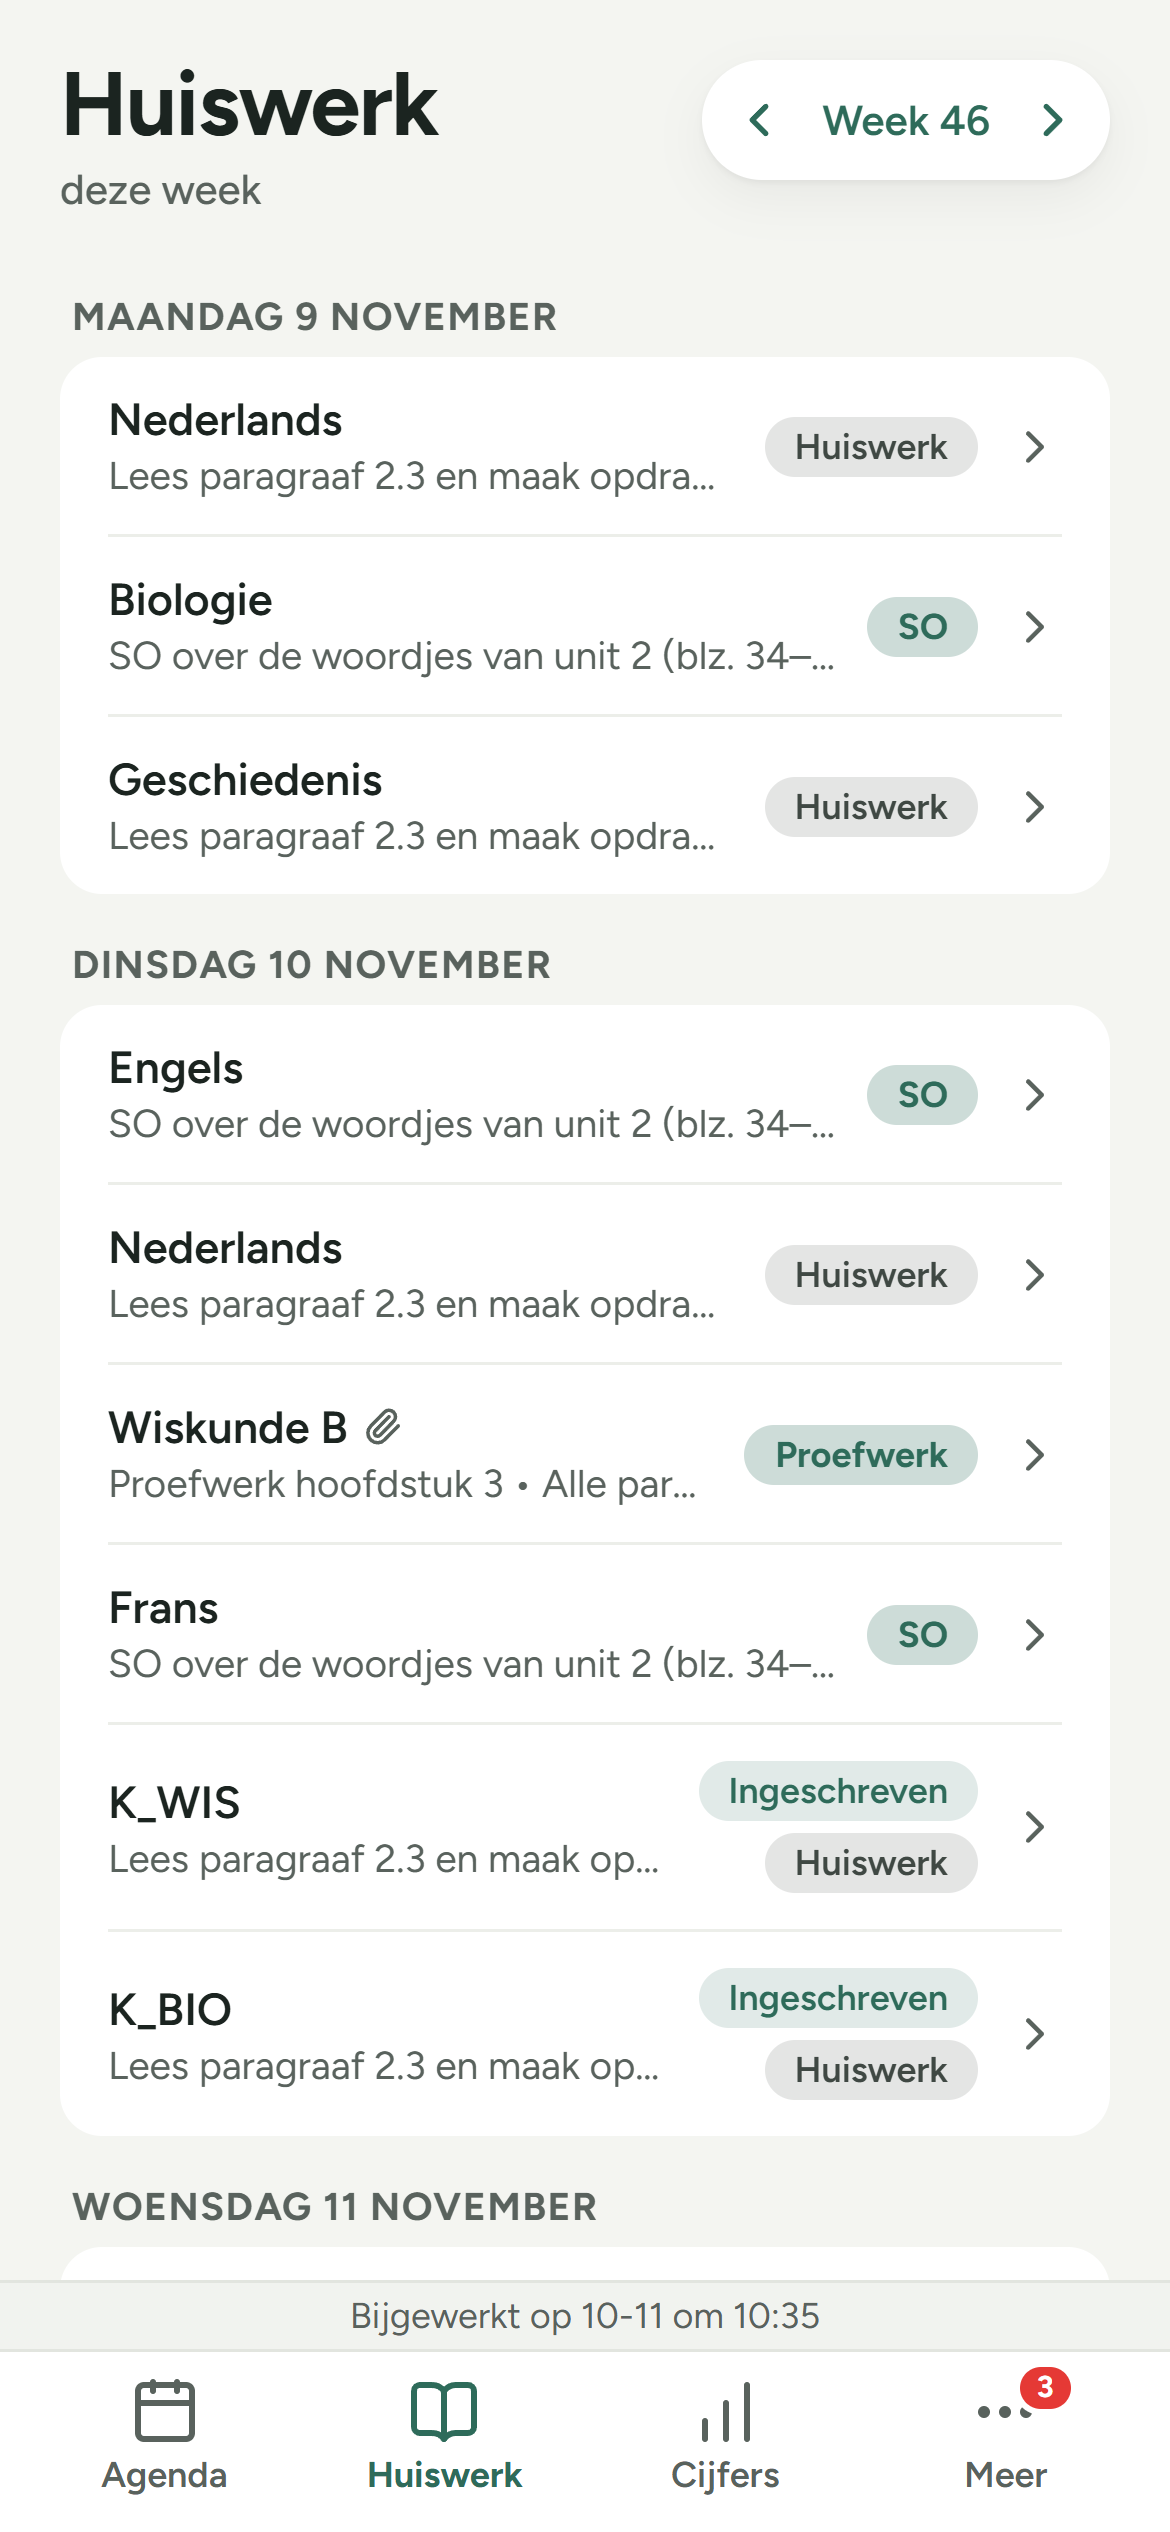 Huiswerk
deze week
Week 46
MAANDAG 9 NOVEMBER
Nederlands
Lees paragraaf 2.3 en maak opdra...
Huiswerk
Biologie
SO over de woordjes van unit 2 (blz. 34–...
SO
Geschiedenis
Lees paragraaf 2.3 en maak opdra...
Huiswerk
DINSDAG 10 NOVEMBER
Engels
SO over de woordjes van unit 2 (blz. 34–...
SO
Nederlands
Lees paragraaf 2.3 en maak opdra...
Huiswerk
Wiskunde B
Proefwerk hoofdstuk 3 • Alle par...
Proefwerk
Frans
SO over de woordjes van unit 2 (blz. 34–...
SO
K_WIS
Lees paragraaf 2.3 en maak op...
Ingeschreven
Huiswerk
K_BIO
Lees paragraaf 2.3 en maak op...
Ingeschreven
Huiswerk
WOENSDAG 11 NOVEMBER
Bijgewerkt op 10-11 om 10:35
Agenda
Huiswerk
Cijfers
3
Meer